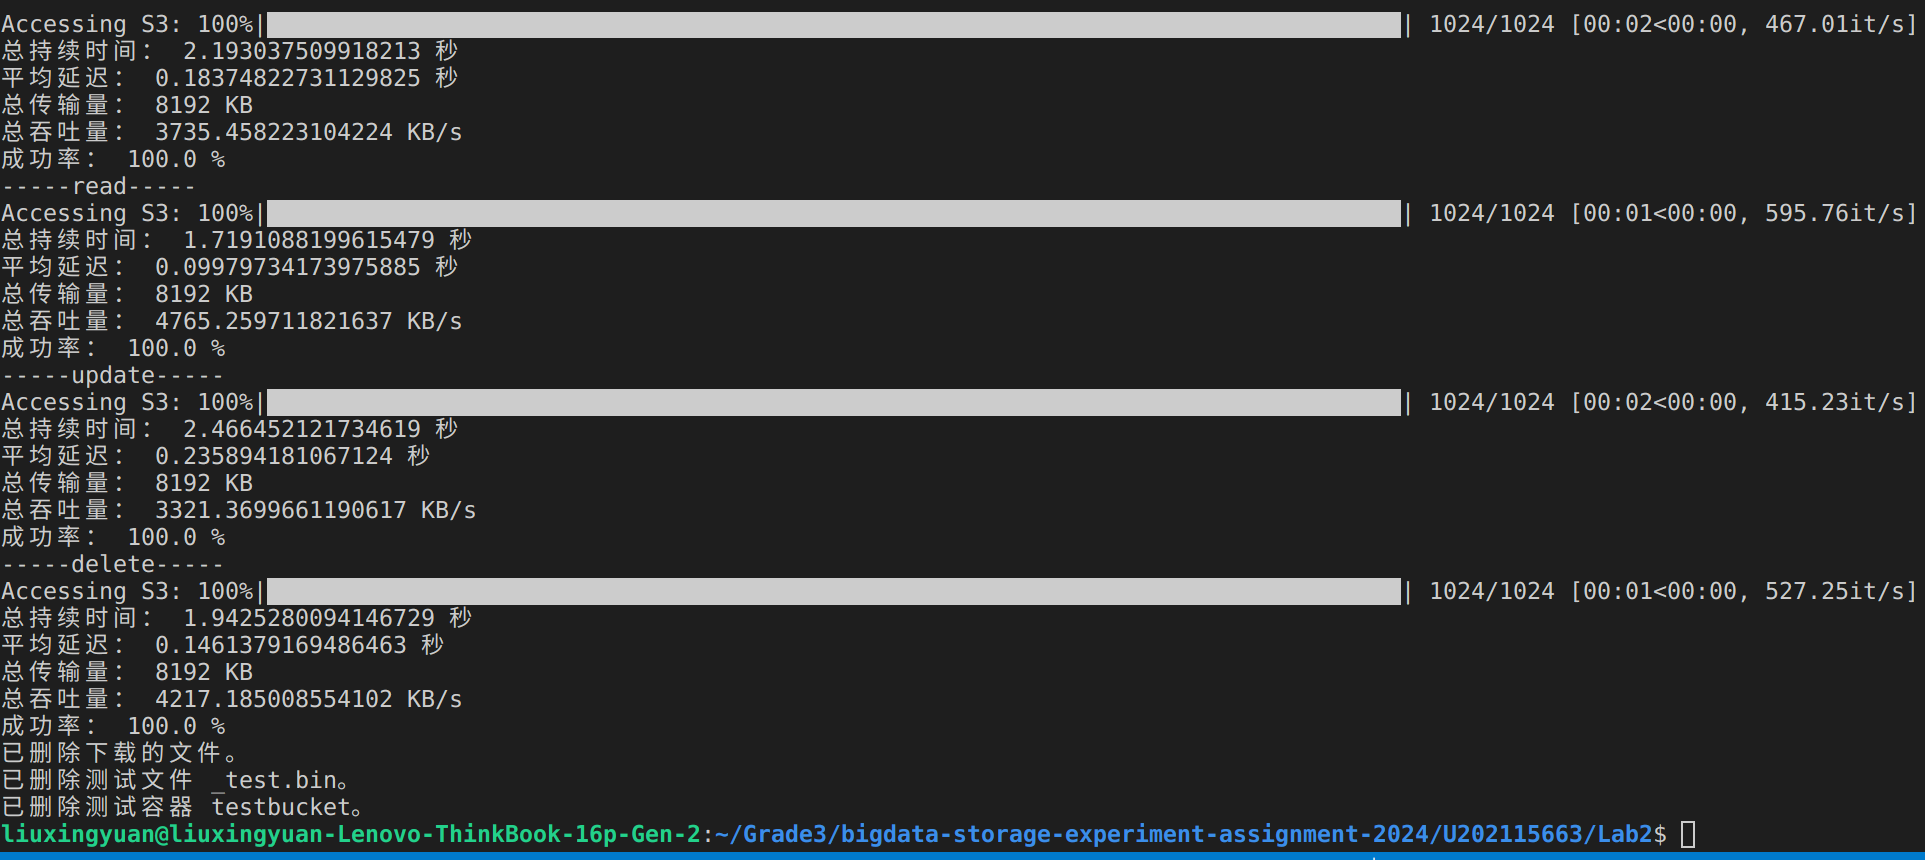 Accessing S3: 100%|██████████| 1024/1024 [00:02<00:00, 467.01it/s]
总持续时间： 2.193037509918213 秒
平均延迟： 0.18374822731129825 秒
总传输量： 8192 KB
总吞吐量： 3735.458223104224 KB/s
成功率： 100.0 %
-----read-----
Accessing S3: 100%|██████████| 1024/1024 [00:01<00:00, 595.76it/s]
总持续时间： 1.7191088199615479 秒
平均延迟： 0.09979734173975885 秒
总传输量： 8192 KB
总吞吐量： 4765.259711821637 KB/s
成功率： 100.0 %
-----update-----
Accessing S3: 100%|██████████| 1024/1024 [00:02<00:00, 415.23it/s]
总持续时间： 2.466452121734619 秒
平均延迟： 0.235894181067124 秒
总传输量： 8192 KB
总吞吐量： 3321.3699661190617 KB/s
成功率： 100.0 %
-----delete-----
Accessing S3: 100%|██████████| 1024/1024 [00:01<00:00, 527.25it/s]
总持续时间： 1.9425280094146729 秒
平均延迟： 0.1461379169486463 秒
总传输量： 8192 KB
总吞吐量： 4217.185008554102 KB/s
成功率： 100.0 %
已删除下载的文件。
已删除测试文件 _test.bin。
已删除测试容器 testbucket。
liuxingyuan@liuxingyuan-Lenovo-ThinkBook-16p-Gen-2:~/Grade3/bigdata-storage-experiment-assignment-2024/U202115663/Lab2$